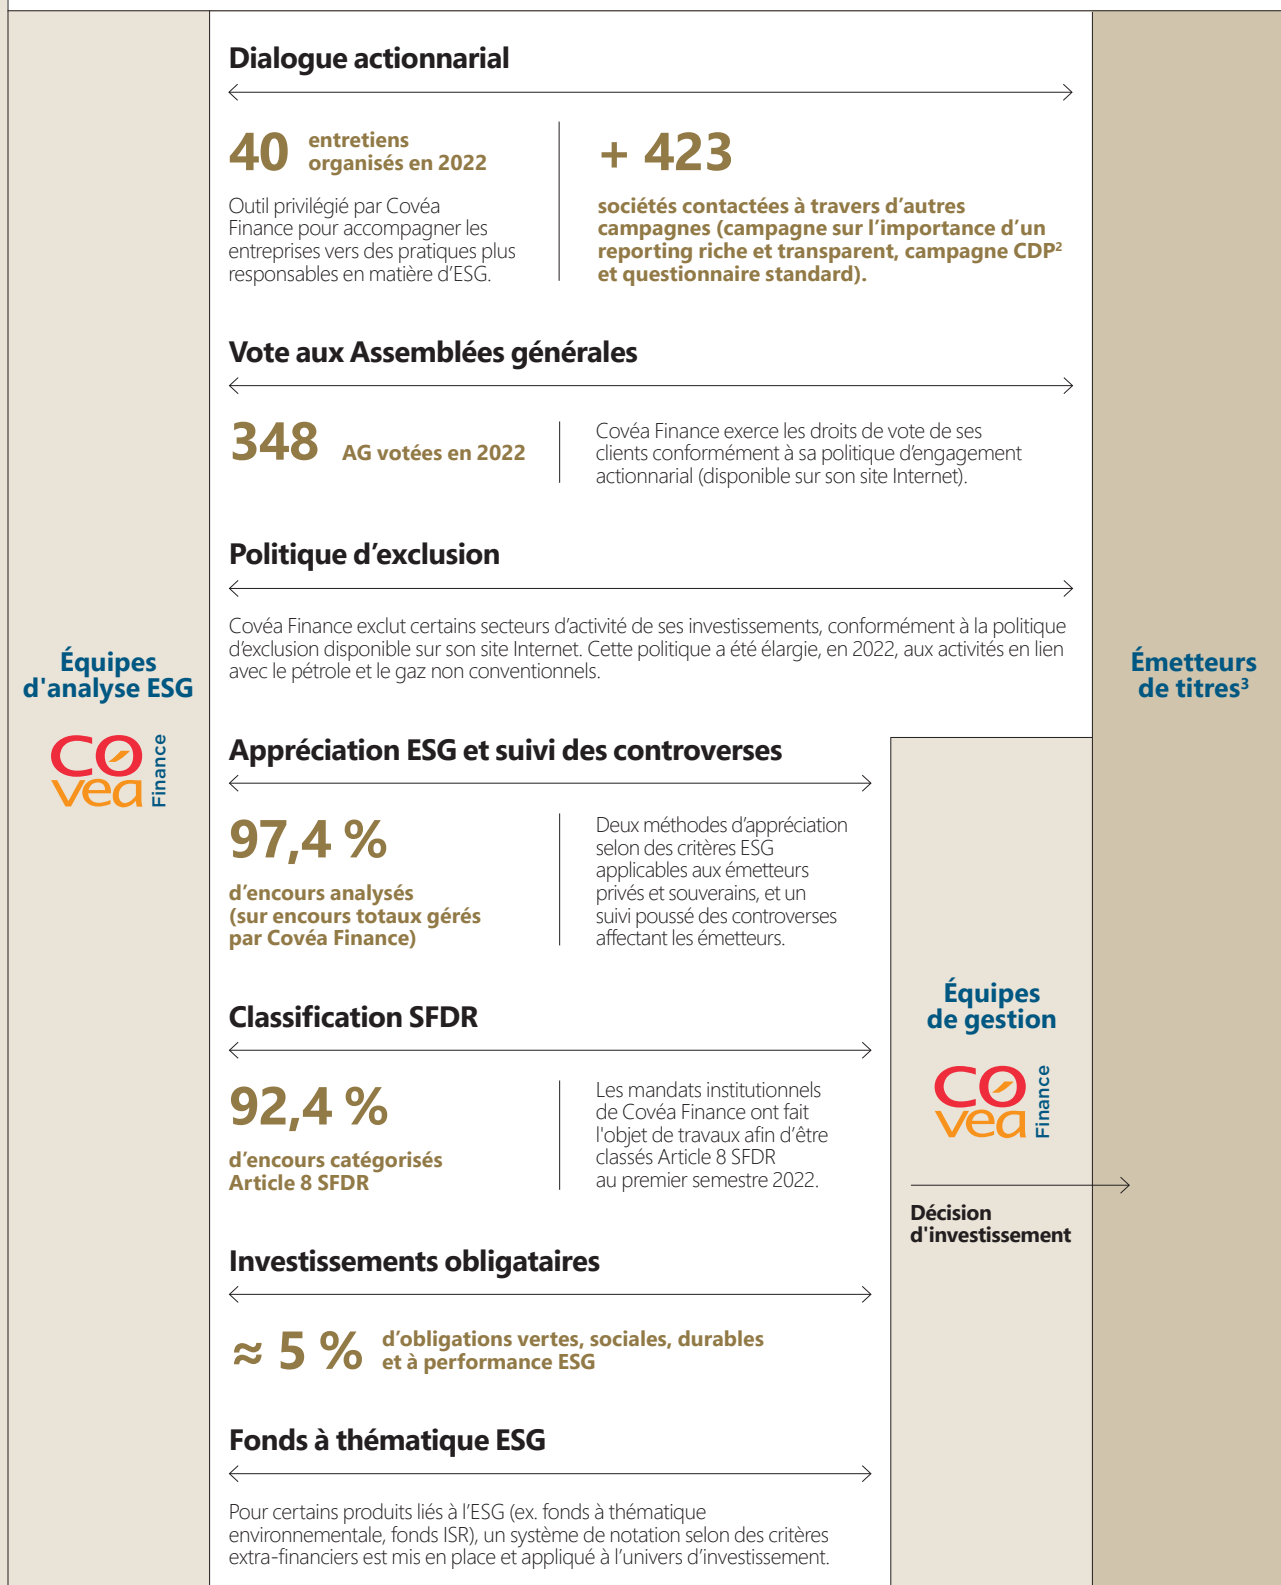 Dialogue actionnarial
40 entretiens
organisés en 2022
Outil privilégié par Covéa
Finance pour accompagner les
entreprises vers des pratiques plus
responsables en matière d’ESG.
+ 423
sociétés contactées à travers d’autres
campagnes (campagne sur l’importance d’un
reporting riche et transparent, campagne CDP²
et questionnaire standard).
Vote aux Assemblées générales
348 AG votées en 2022
Covéa Finance exerce les droits de vote de ses
clients conformément à sa politique d’engagement
actionnarial (disponible sur son site Internet).
Politique d’exclusion
Covéa Finance exclut certains secteurs d’activité de ses investissements, conformément à la politique
d’exclusion disponible sur son site Internet. Cette politique a été élargie, en 2022, aux activités en lien
avec le pétrole et le gaz non conventionnels.
Équipes
d'analyse ESG
Covéa
Finance
Émetteurs
de titres³
Appréciation ESG et suivi des controverses
97,4 %
d’encours analysés
(sur encours totaux gérés
par Covéa Finance)
Deux méthodes d’appréciation
selon des critères ESG
applicables aux émetteurs
privés et souverains, et un
suivi poussé des controverses
affectant les émetteurs.
Classification SFDR
92,4 %
d’encours catégorisés
Article 8 SFDR
Les mandats institutionnels
de Covéa Finance ont fait
l'objet de travaux afin d’être
classés Article 8 SFDR
au premier semestre 2022.
Équipes
de gestion
Covéa
Finance
Décision
d'investissement
Investissements obligataires
≈ 5 % d’obligations vertes, sociales, durables
et à performance ESG
Fonds à thématique ESG
Pour certains produits liés à l’ESG (ex. fonds à thématique
environnementale, fonds ISR), un système de notation selon des critères
extra-financiers est mis en place et appliqué à l’univers d’investissement.